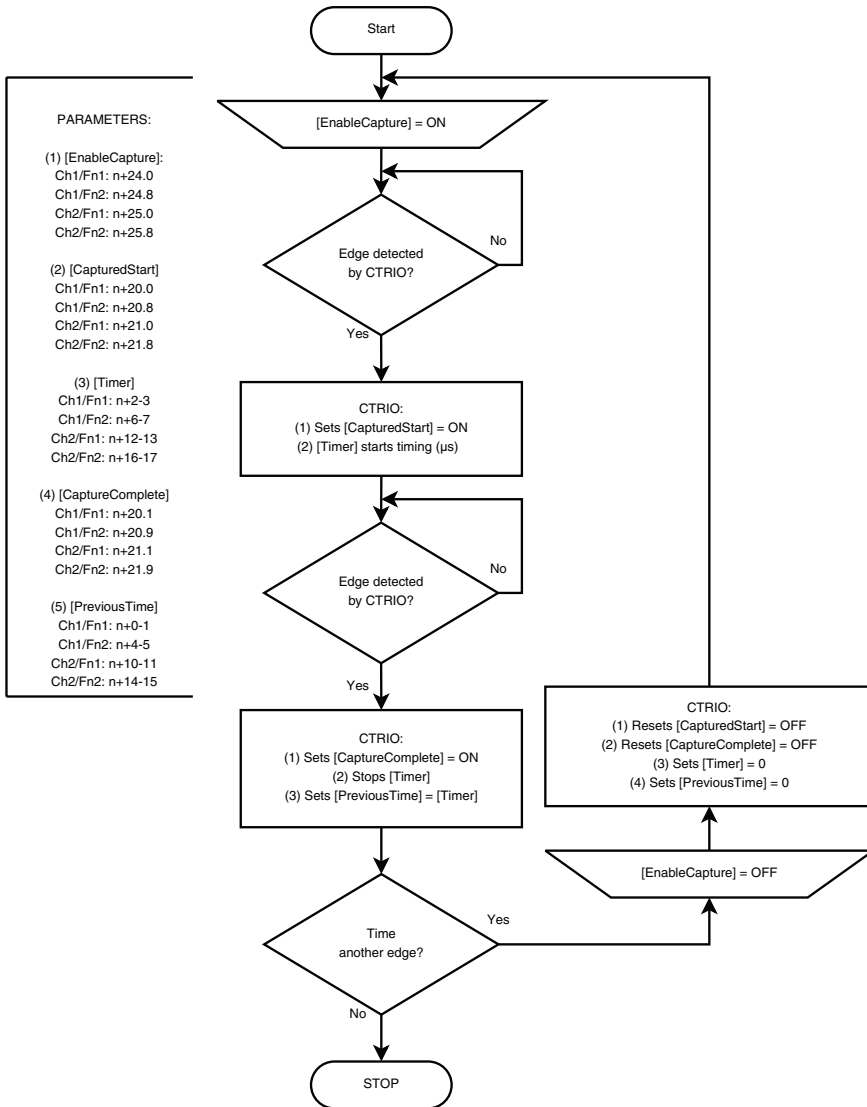 Start
PARAMETERS:
(1) [EnableCapture]:
Ch1/Fn1: n+24.0
Ch1/Fn2: n+24.8
Ch2/Fn1: n+25.0
Ch2/Fn2: n+25.8
(2) [CapturedStart]
Ch1/Fn1: n+20.0
Ch1/Fn2: n+20.8
Ch2/Fn1: n+21.0
Ch2/Fn2: n+21.8
(3) [Timer]
Ch1/Fn1: n+2-3
Ch1/Fn2: n+6-7
Ch2/Fn1: n+12-13
Ch2/Fn2: n+16-17
(4) [CaptureComplete]
Ch1/Fn1: n+20.1
Ch1/Fn2: n+20.9
Ch2/Fn1: n+21.1
Ch2/Fn2: n+21.9
(5) [PreviousTime]
Ch1/Fn1: n+0-1
Ch1/Fn2: n+4-5
Ch2/Fn1: n+10-11
Ch2/Fn2: n+14-15
[EnableCapture] = ON
Edge detected
by CTRIO?
No
Yes
CTRIO:
(1) Sets [CapturedStart] = ON
(2) [Timer] starts timing (µs)
Edge detected
by CTRIO?
No
Yes
CTRIO:
(1) Sets [CaptureComplete] = ON
(2) Stops [Timer]
(3) Sets [PreviousTime] = [Timer]
Time
another edge?
Yes
No
STOP
[EnableCapture] = OFF
CTRIO:
(1) Resets [CapturedStart] = OFF
(2) Resets [CaptureComplete] = OFF
(3) Sets [Timer] = 0
(4) Sets [PreviousTime] = 0